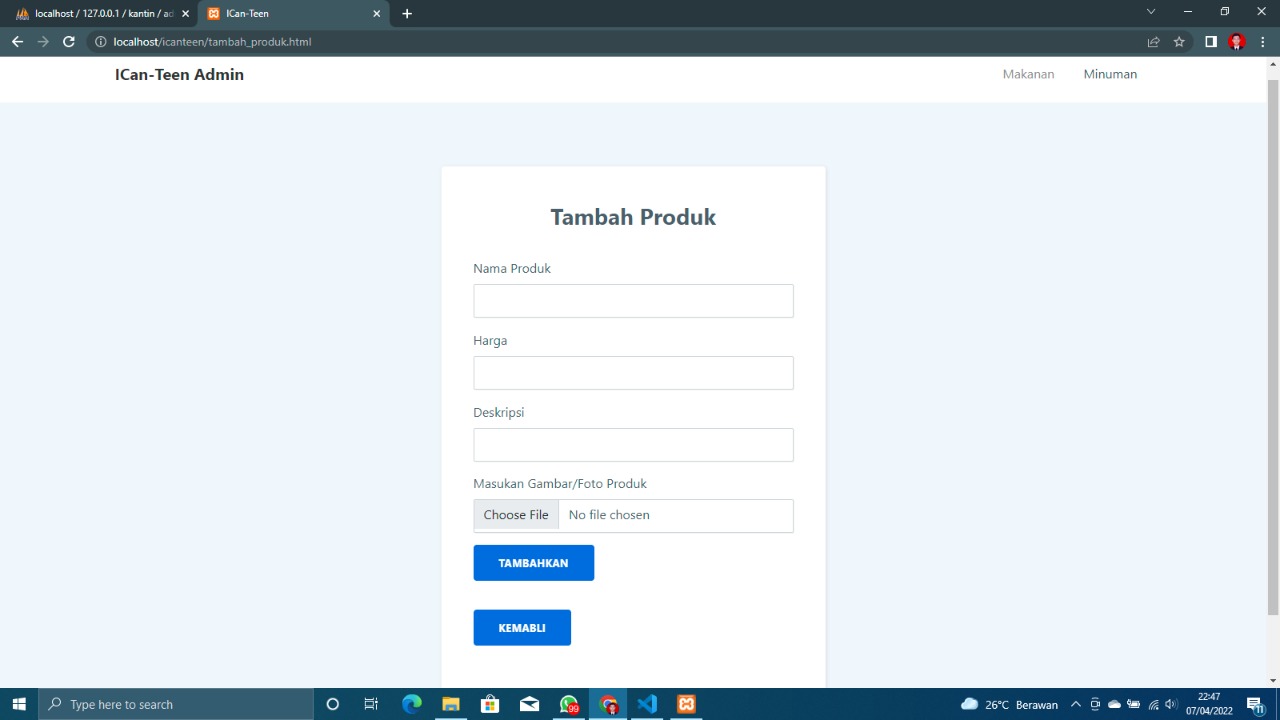 localhost / 127.0.0.1 / kantin / ad
ICan-Teen
localhost/icanteen/tambah_produk.html
ICan-Teen Admin
Makanan
Minuman
Tambah Produk
Nama Produk
Harga
Deskripsi
Masukan Gambar/Foto Produk
Choose File No file chosen
TAMBAHKAN
KEMABLI
Type here to search
99
26°C Berawan
22:47
07/04/2022
11